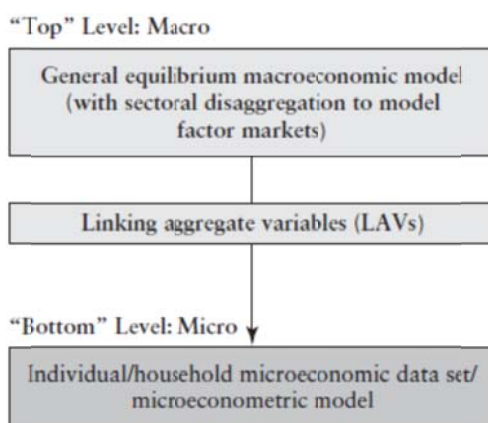 “Top” Level: Macro
General equilibrium macroeconomic model
(with sectoral disaggregation to model
factor markets)
Linking aggregate variables (LAVs)
“Bottom” Level: Micro
Individual/household microeconomic data set/
microeconometric model